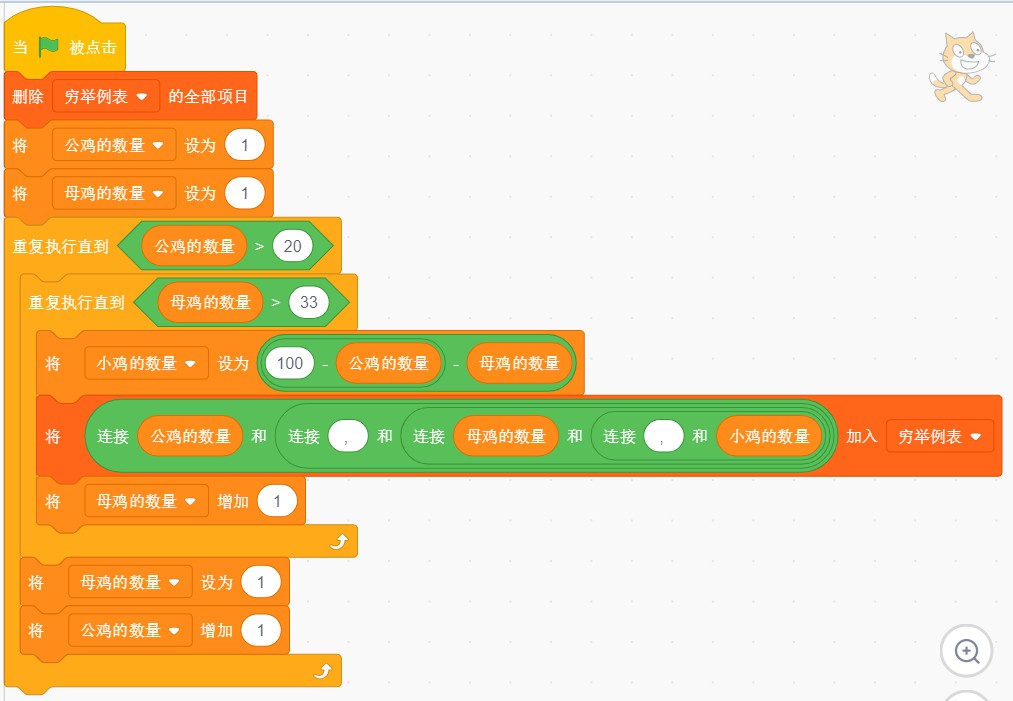 当 被点击
删除 穷举例表 的全部项目
将 公鸡的数量 设为 1
将 母鸡的数量 设为 1
重复执行直到 公鸡的数量 > 20
重复执行直到 母鸡的数量 > 33
将 小鸡的数量 设为 100 - 公鸡的数量 - 母鸡的数量
将 连接 公鸡的数量 和 连接 , 和 连接 母鸡的数量 和 连接 , 和 小鸡的数量 加入 穷举例表
将 母鸡的数量 增加 1
将 母鸡的数量 设为 1
将 公鸡的数量 增加 1